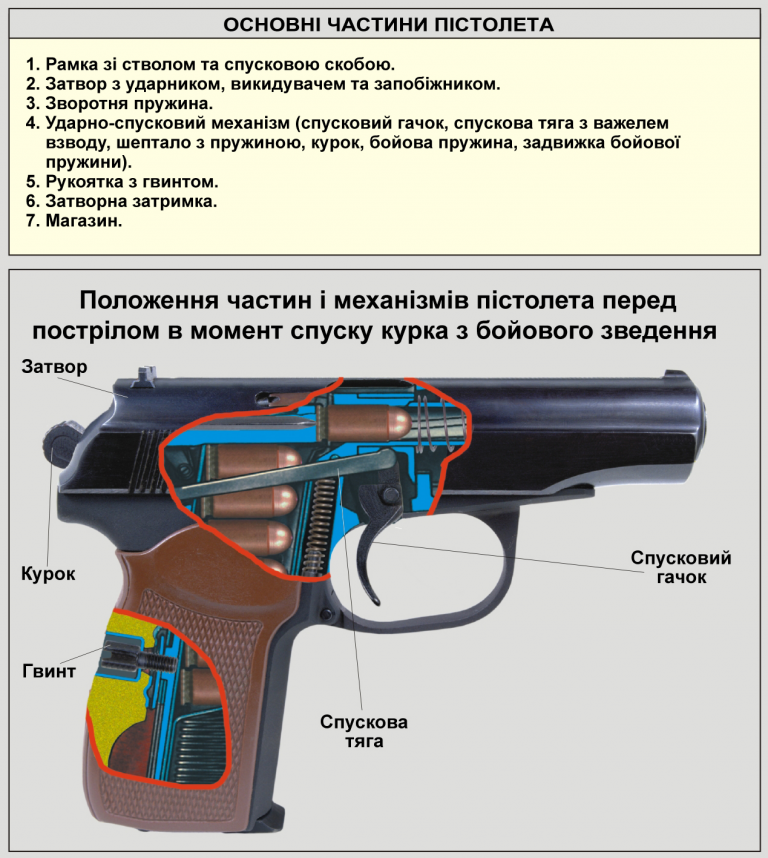 ОСНОВНІ ЧАСТИНИ ПІСТОЛЕТА
1. Рамка зі стволом та спусковою скобою.
2. Затвор з ударником, викидувачем та запобіжником.
3. Зворотня пружина.
4. Ударно-спусковий механізм (спусковий гачок, спускова тяга з важелем
взводу, шептало з пружиною, курок, бойова пружина, задвижка бойової
пружини).
5. Рукоятка з гвинтом.
6. Затворна затримка.
7. Магазин.
Положення частин і механізмів пістолета перед
пострілом в момент спуску курка з бойового зведення
Затвор
Курок
Спусковий
гачок
Гвинт
Спускова
тяга